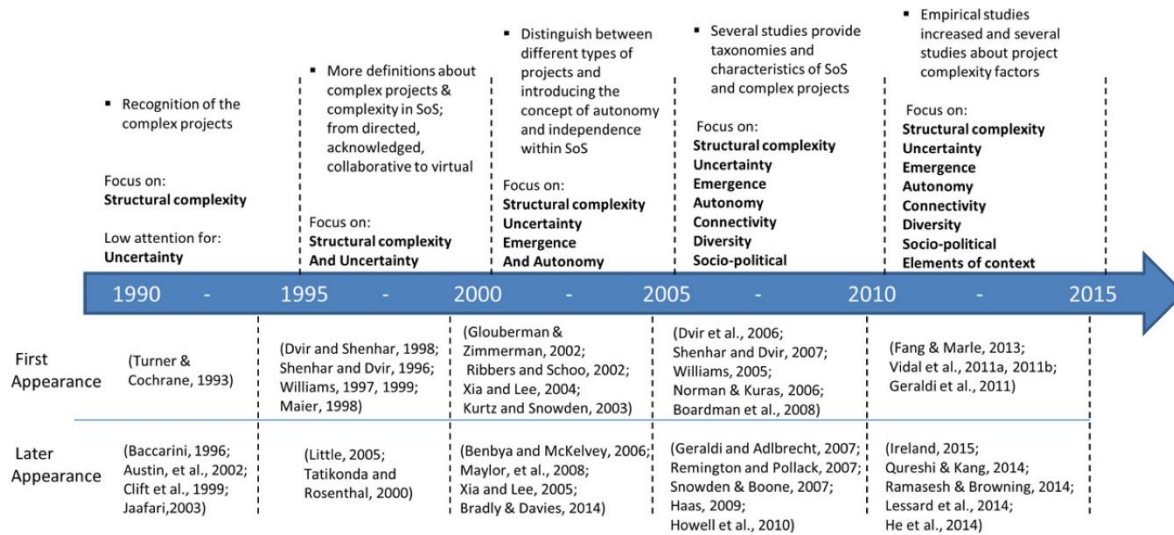 ▪ Recognition of the
complex projects
Focus on:
Structural complexity
Low attention for:
Uncertainty
▪ More definitions about
complex projects &
complexity in SoS;
from directed,
acknowledged,
collaborative to virtual
Focus on:
Structural complexity
And Uncertainty
▪ Distinguish between
different types of
projects and
introducing the
concept of autonomy
and independence
within SoS
Focus on:
Structural complexity
Uncertainty
Emergence
And Autonomy
▪ Several studies provide
taxonomies and
characteristics of SoS
and complex projects
Focus on:
Structural complexity
Uncertainty
Emergence
Autonomy
Connectivity
Diversity
Socio-political
▪ Empirical studies
increased and several
studies about project
complexity factors
Focus on:
Structural complexity
Uncertainty
Emergence
Autonomy
Connectivity
Diversity
Socio-political
Elements of context
1990 - 1995 - 2000 - 2005 - 2010 - 2015
First
Appearance
(Turner &
Cochrane, 1993)
(Dvir and Shenhar, 1998;
Shenhar and Dvir, 1996;
Williams, 1997, 1999;
Maier, 1998)
(Glouberman &
Zimmerman, 2002;
Ribbers and Schoo, 2002;
Xia and Lee, 2004;
Kurtz and Snowden, 2003)
(Dvir et al., 2006;
Shenhar and Dvir, 2007;
Williams, 2005;
Norman & Kuras, 2006;
Boardman et al., 2008)
(Fang & Marle, 2013;
Vidal et al., 2011a, 2011b;
Geraldi et al., 2011)
Later
Appearance
(Baccarini, 1996;
Austin, et al., 2002;
Clift et al., 1999;
Jaafari,2003)
(Little, 2005;
Tatikonda and
Rosenthal, 2000)
(Benbya and McKelvey, 2006;
Maylor, et al., 2008;
Xia and Lee, 2005;
Bradly & Davies, 2014)
(Geraldi and Adlbrecht, 2007;
Remington and Pollack, 2007;
Snowden & Boone, 2007;
Haas, 2009;
Howell et al., 2010)
(Ireland, 2015;
Qureshi & Kang, 2014;
Ramasesh & Browning, 2014;
Lessard et al., 2014;
He et al., 2014)